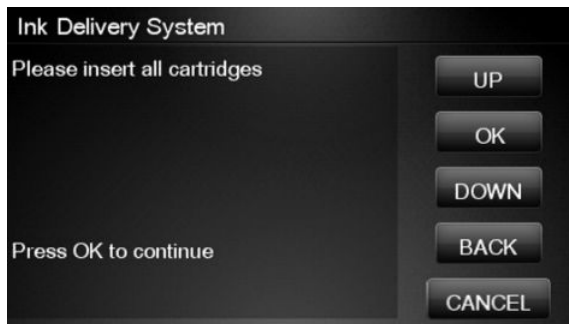 Ink Delivery System
Please insert all cartridges
Press OK to continue
UP
OK
DOWN
BACK
CANCEL